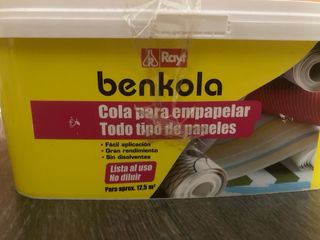 Rayt
benkola
Cola para empapelar
Todo tipo de papeles
• Fácil aplicación
• Gran rendimiento
• Sin disolventes
Lista al uso
No diluir
Para aprox. 12,5 m²